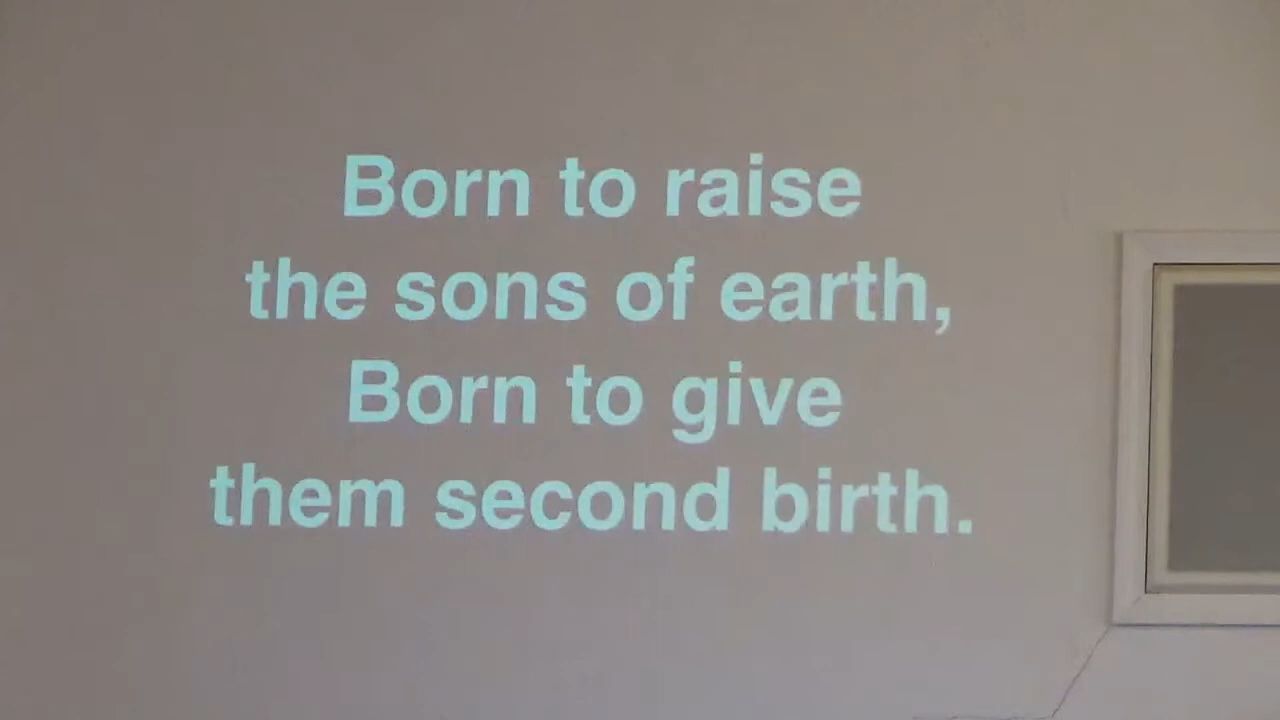 Born to raise
the sons of earth,
Born to give
them second birth.